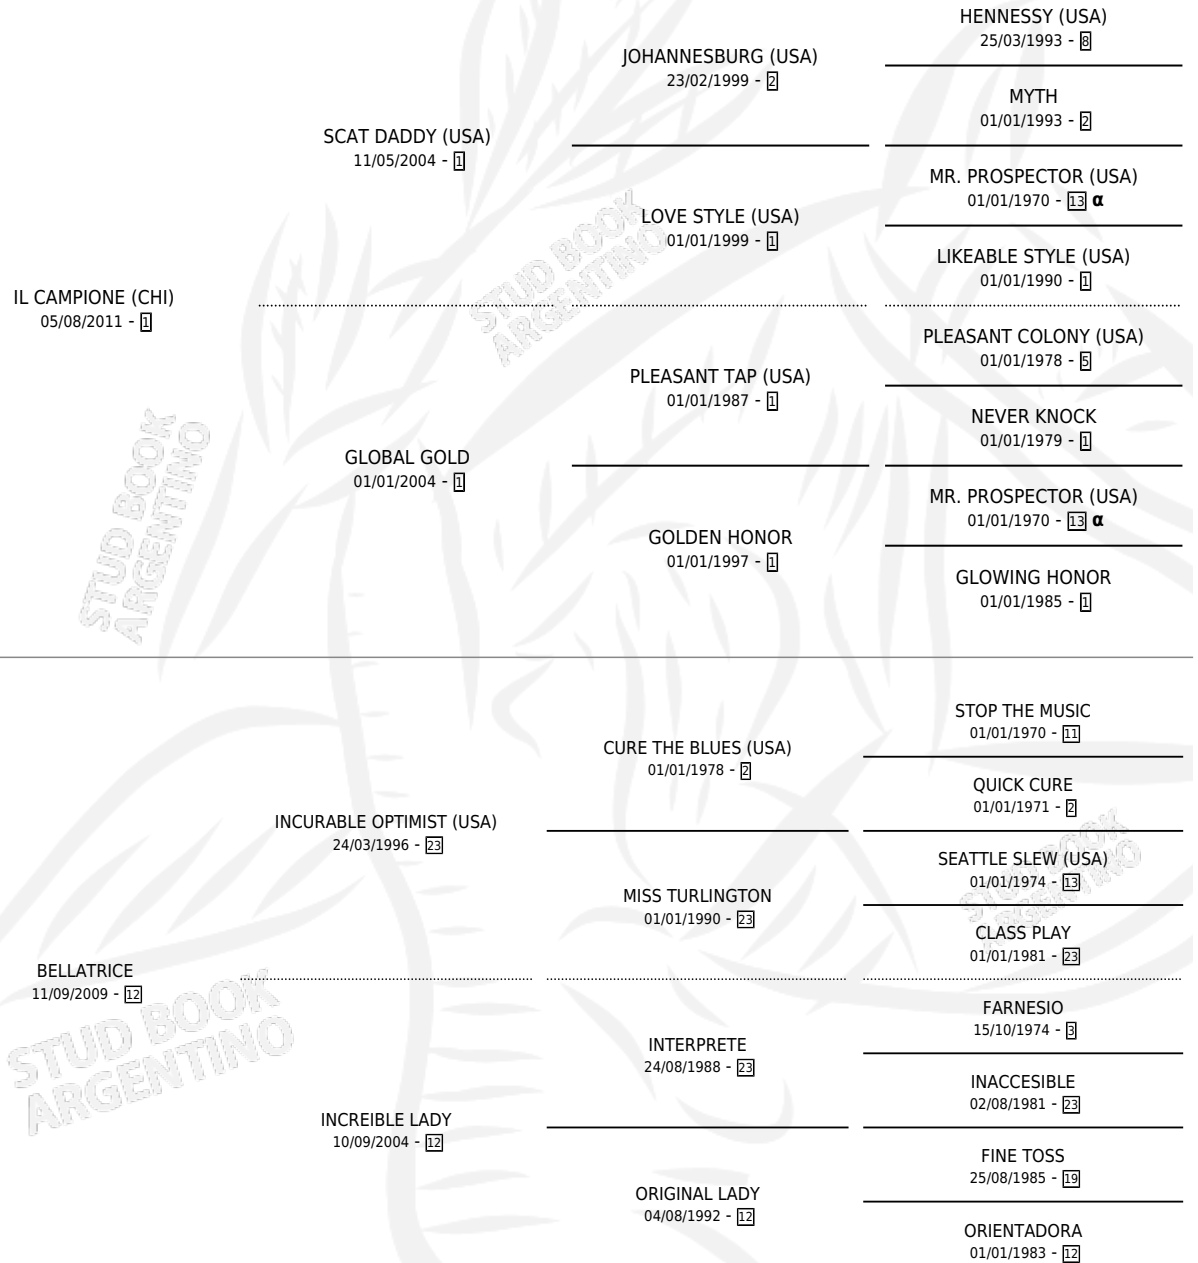 HENNESSY (USA)
25/03/1993 - 8
JOHANNESBURG (USA)
23/02/1999 - 2
MYTH
01/01/1993 - 2
SCAT DADDY (USA)
11/05/2004 - 1
MR. PROSPECTOR (USA)
01/01/1970 - 13 α
LOVE STYLE (USA)
01/01/1999 - 1
LIKEABLE STYLE (USA)
01/01/1990 - 1
IL CAMPIONE (CHI)
05/08/2011 - 1
PLEASANT COLONY (USA)
01/01/1978 - 5
PLEASANT TAP (USA)
01/01/1987 - 1
NEVER KNOCK
01/01/1979 - 1
GLOBAL GOLD
01/01/2004 - 1
MR. PROSPECTOR (USA)
01/01/1970 - 13 α
GOLDEN HONOR
01/01/1997 - 1
GLOWING HONOR
01/01/1985 - 1
STOP THE MUSIC
01/01/1970 - 11
CURE THE BLUES (USA)
01/01/1978 - 2
QUICK CURE
01/01/1971 - 2
INCURABLE OPTIMIST (USA)
24/03/1996 - 23
SEATTLE SLEW (USA)
01/01/1974 - 13
MISS TURLINGTON
01/01/1990 - 23
CLASS PLAY
01/01/1981 - 23
BELLATRICE
11/09/2009 - 12
FARNESIO
15/10/1974 - 3
INTERPRETE
24/08/1988 - 23
INACCESIBLE
02/08/1981 - 23
INCREIBLE LADY
10/09/2004 - 12
FINE TOSS
25/08/1985 - 19
ORIGINAL LADY
04/08/1992 - 12
ORIENTADORA
01/01/1983 - 12
STUD BOOK
ARGENTINO
STUD BOOK
ARGENTINO
STUD BOOK
ARGENTINO
STUD BOOK
ARGENTINO